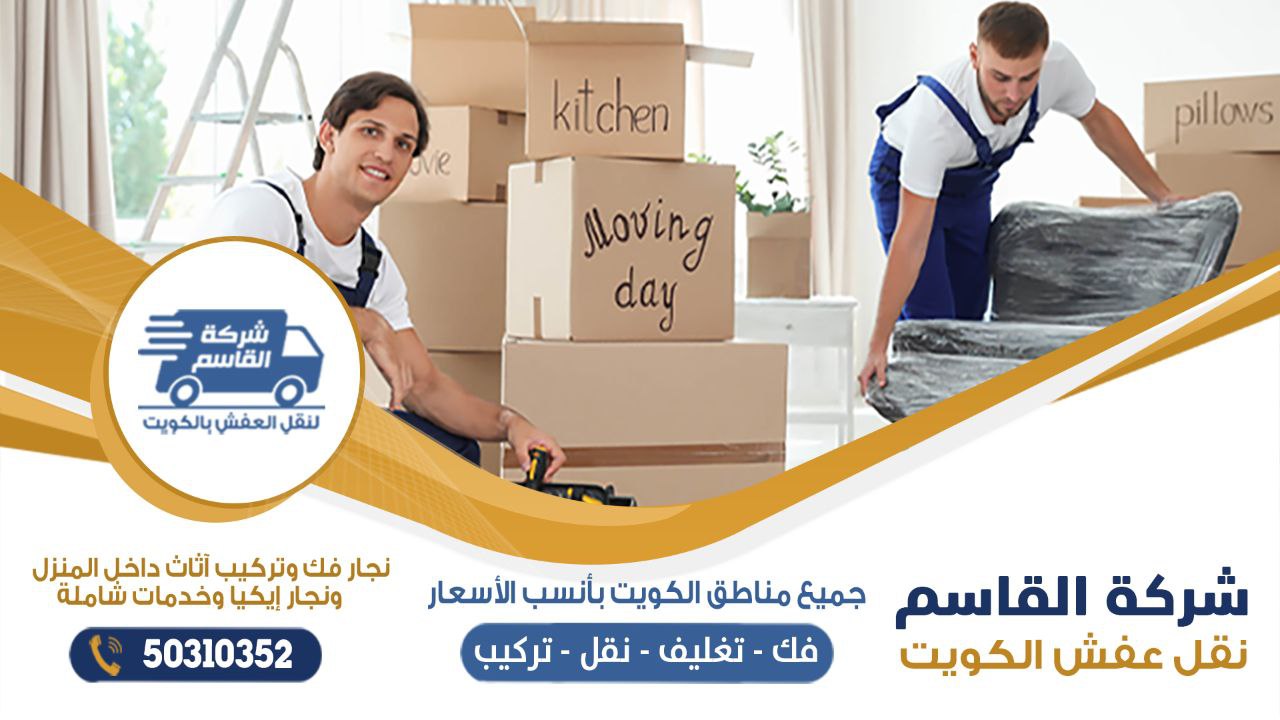 kitchen
pillows
ovie
Moving
day
شركة
القاسم
لنقل العفش بالكويت
شركة القاسم
نقل عفش الكويت
جميع مناطق الكويت بأنسب الأسعار
فك - تغليف - نقل - تركيب
نجار فك وتركيب آثاث داخل المنزل
ونجار إيكيا وخدمات شاملة
50310352